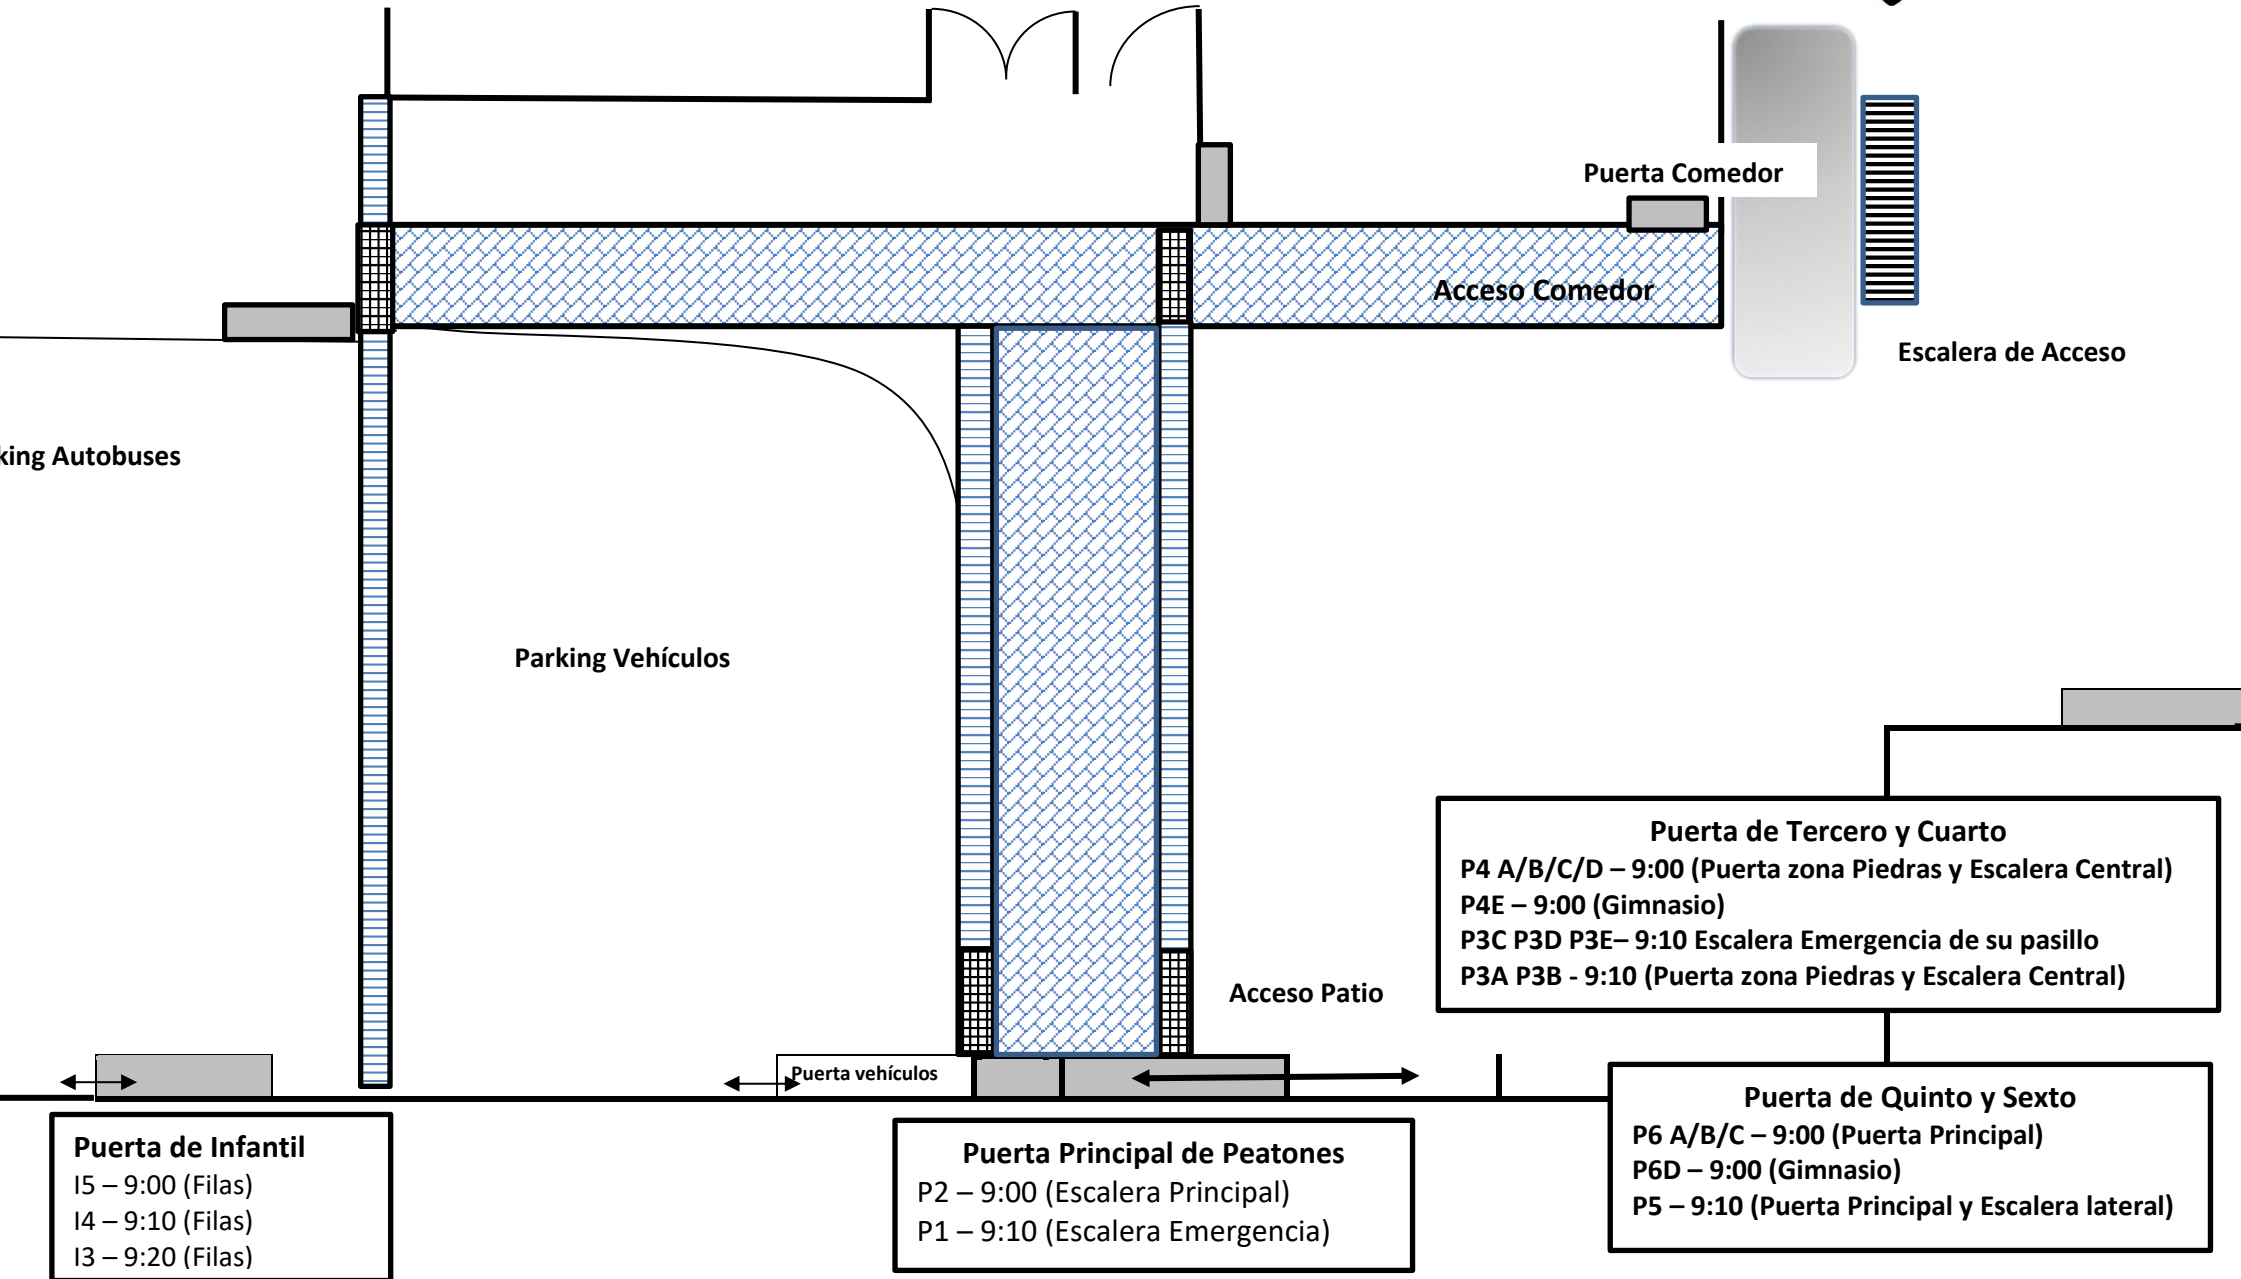 Puerta Comedor
Acceso Comedor
Escalera de Acceso
king Autobuses
Parking Vehículos
Acceso Patio
Puerta vehículos
Puerta de Tercero y Cuarto
P4 A/B/C/D – 9:00 (Puerta zona Piedras y Escalera Central)
P4E – 9:00 (Gimnasio)
P3C P3D P3E– 9:10 Escalera Emergencia de su pasillo
P3A P3B - 9:10 (Puerta zona Piedras y Escalera Central)
Puerta de Infantil
I5 – 9:00 (Filas)
I4 – 9:10 (Filas)
I3 – 9:20 (Filas)
Puerta Principal de Peatones
P2 – 9:00 (Escalera Principal)
P1 – 9:10 (Escalera Emergencia)
Puerta de Quinto y Sexto
P6 A/B/C – 9:00 (Puerta Principal)
P6D – 9:00 (Gimnasio)
P5 – 9:10 (Puerta Principal y Escalera lateral)